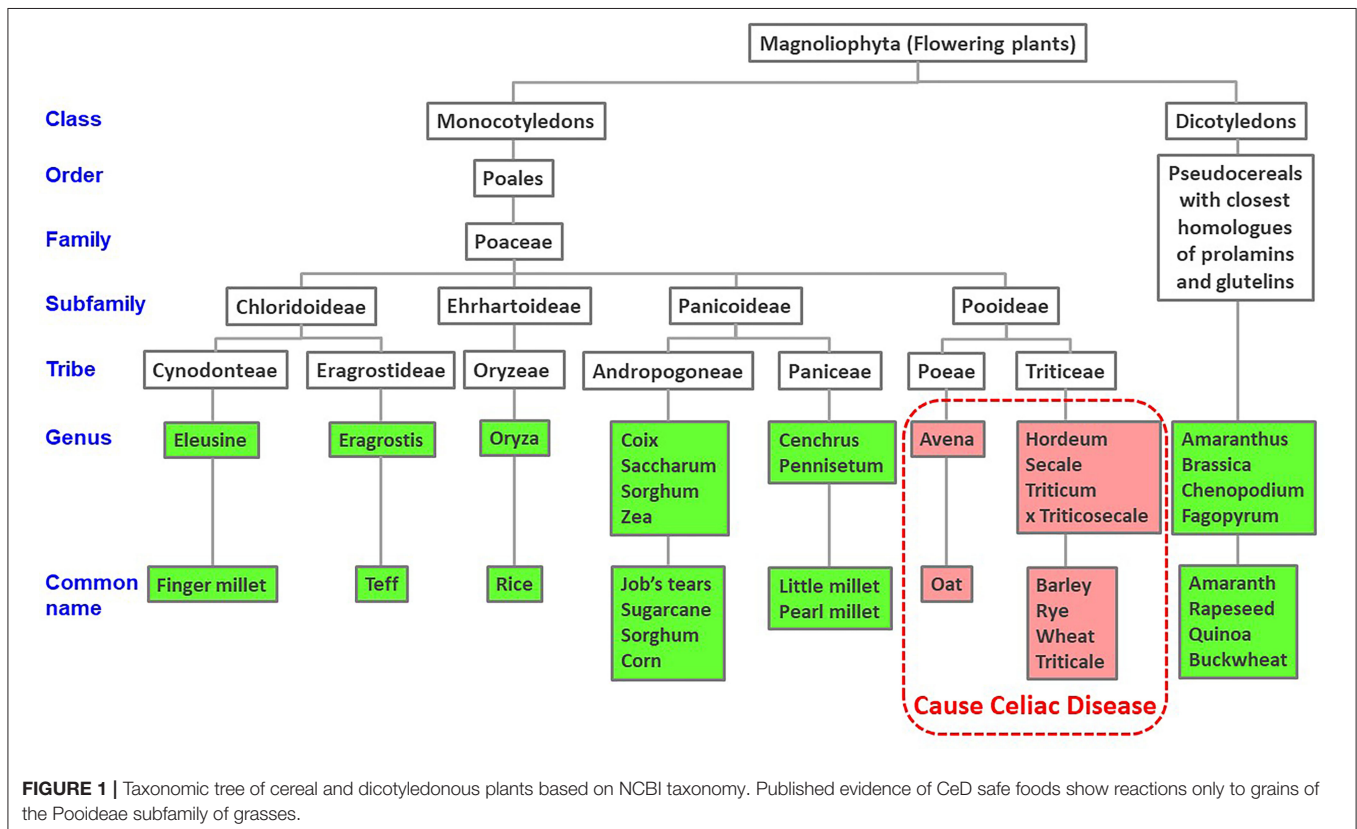 Magnoliophyta (Flowering plants)
Class
Monocotyledons
Dicotyledons
Order
Poales
Pseudocereals
with closest
homologues
of prolamins
and glutelins
Family
Poaceae
Subfamily
Chloridoideae
Ehrhartoideae
Panicoideae
Pooideae
Tribe
Cynodonteae
Eragrostideae
Oryzeae
Andropogoneae
Paniceae
Poeae
Triticeae
Genus
Eleusine
Eragrostis
Oryza
Coix
Saccharum
Sorghum
Zea
Cenchrus
Pennisetum
Avena
Hordeum
Secale
Triticum
x Triticosecale
Amaranthus
Brassica
Chenopodium
Fagopyrum
Common
name
Finger millet
Teff
Rice
Job's tears
Sugarcane
Sorghum
Corn
Little millet
Pearl millet
Oat
Barley
Rye
Wheat
Triticale
Amaranth
Rapeseed
Quinoa
Buckwheat
Cause Celiac Disease
FIGURE 1 | Taxonomic tree of cereal and dicotyledonous plants based on NCBI taxonomy. Published evidence of CeD safe foods show reactions only to grains of
the Pooideae subfamily of grasses.